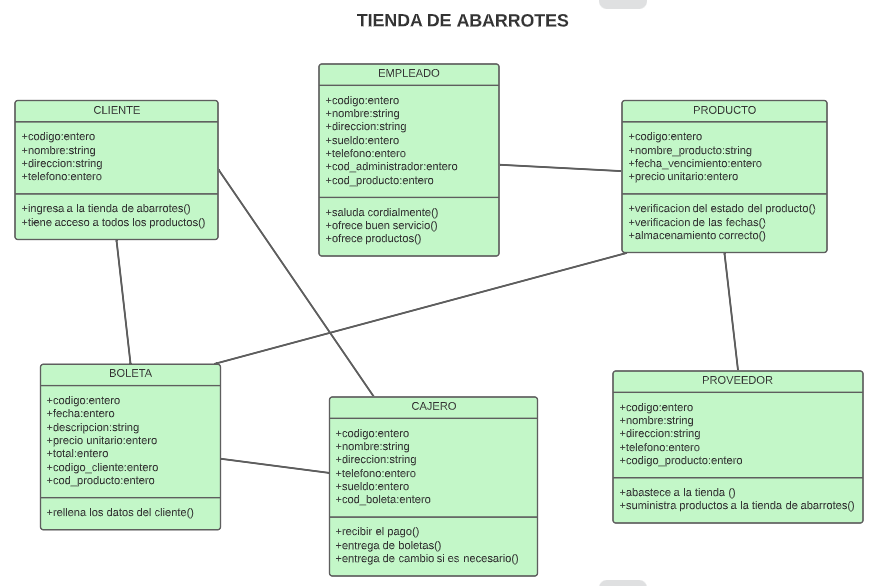 TIENDA DE ABARROTES
CLIENTE
+codigo:entero
+nombre:string
+direccion:string
+telefono:entero
+ingresa a la tienda de abarrotes()
+tiene acceso a todos los productos()
EMPLEADO
+codigo:entero
+nombre:string
+direccion:string
+sueldo:entero
+telefono:entero
+cod_administrador:entero
+cod_producto:entero
+saluda cordialmente()
+ofrece buen servicio()
+ofrece productos()
PRODUCTO
+codigo:entero
+nombre_producto:string
+fecha_vencimiento:entero
+precio unitario:entero
+verificacion del estado del producto()
+verificacion de las fechas()
+almacenamiento correcto()
BOLETA
+codigo:entero
+fecha:entero
+descripcion:string
+precio unitario:entero
+total:entero
+codigo_cliente:entero
+cod_producto:entero
+rellena los datos del cliente()
CAJERO
+codigo:entero
+nombre:string
+direccion:string
+telefono:entero
+sueldo:entero
+cod_boleta:entero
+recibir el pago()
+entrega de boletas()
+entrega de cambio si es necesario()
PROVEEDOR
+codigo:entero
+nombre:string
+direccion:string
+telefono:entero
+codigo_producto:entero
+abastece a la tienda ()
+suministra productos a la tienda de abarrotes()